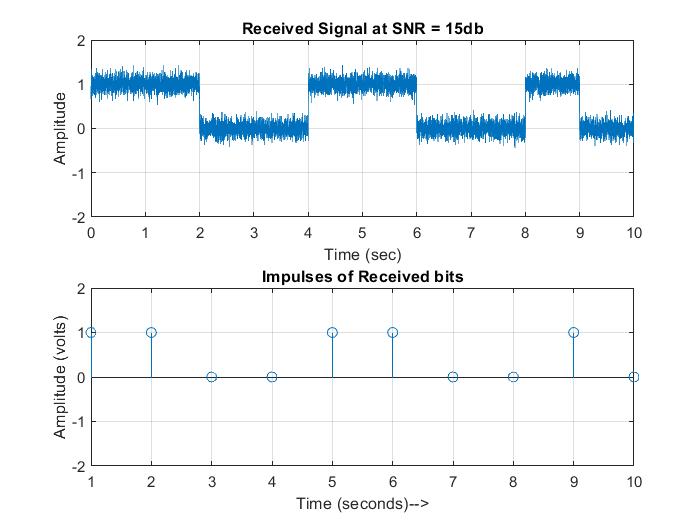 Received Signal at SNR = 15db
2
1
0
-1
-2
Amplitude
0 1 2 3 4 5 6 7 8 9 10
Time (sec)
Impulses of Received bits
2
1
0
-1
-2
Amplitude (volts)
1 2 3 4 5 6 7 8 9 10
Time (seconds)-->